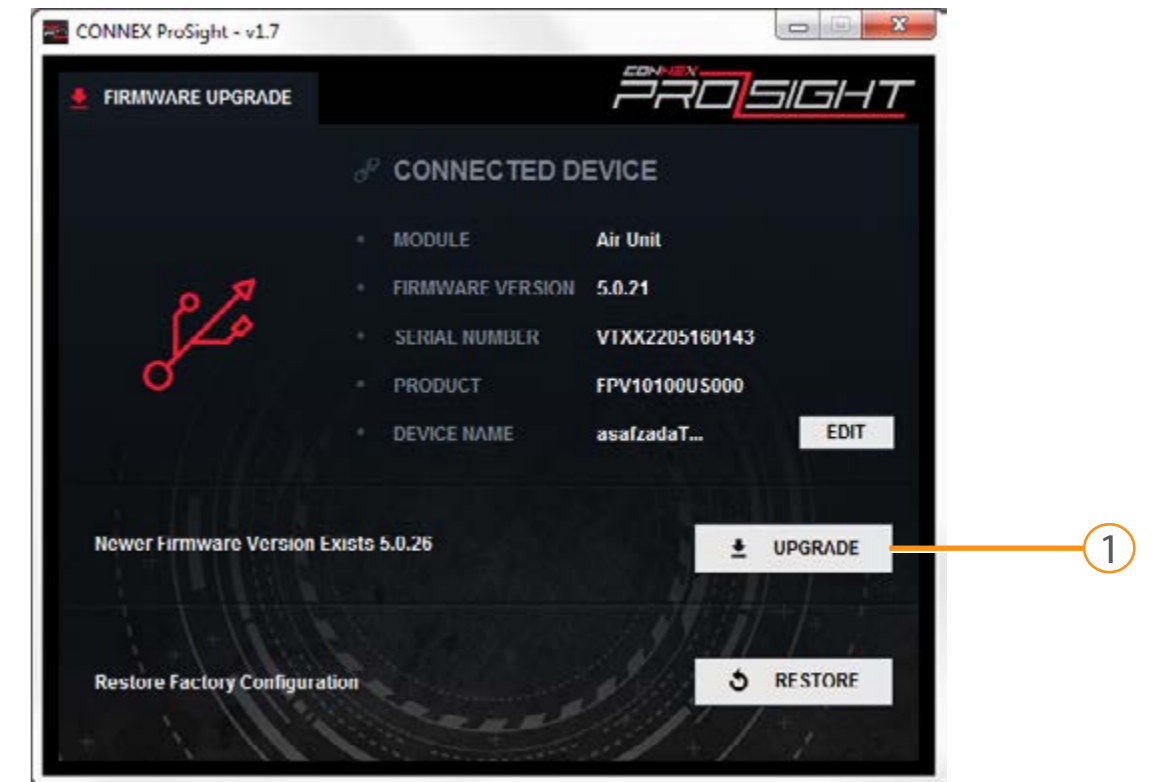 CONNEX ProSight - v1.7
FIRMWARE UPGRADE
CONNEX
PROSIGHT
CONNECTED DEVICE
MODULE Air Unit
FIRMWARE VERSION 5.0.21
SERIAL NUMBER VTXX2205160143
PRODUCT FPV10100US000
DEVICE NAME asafzadaT... EDIT
Newer Firmware Version Exists 5.0.26 UPGRADE 1
Restore Factory Configuration RESTORE